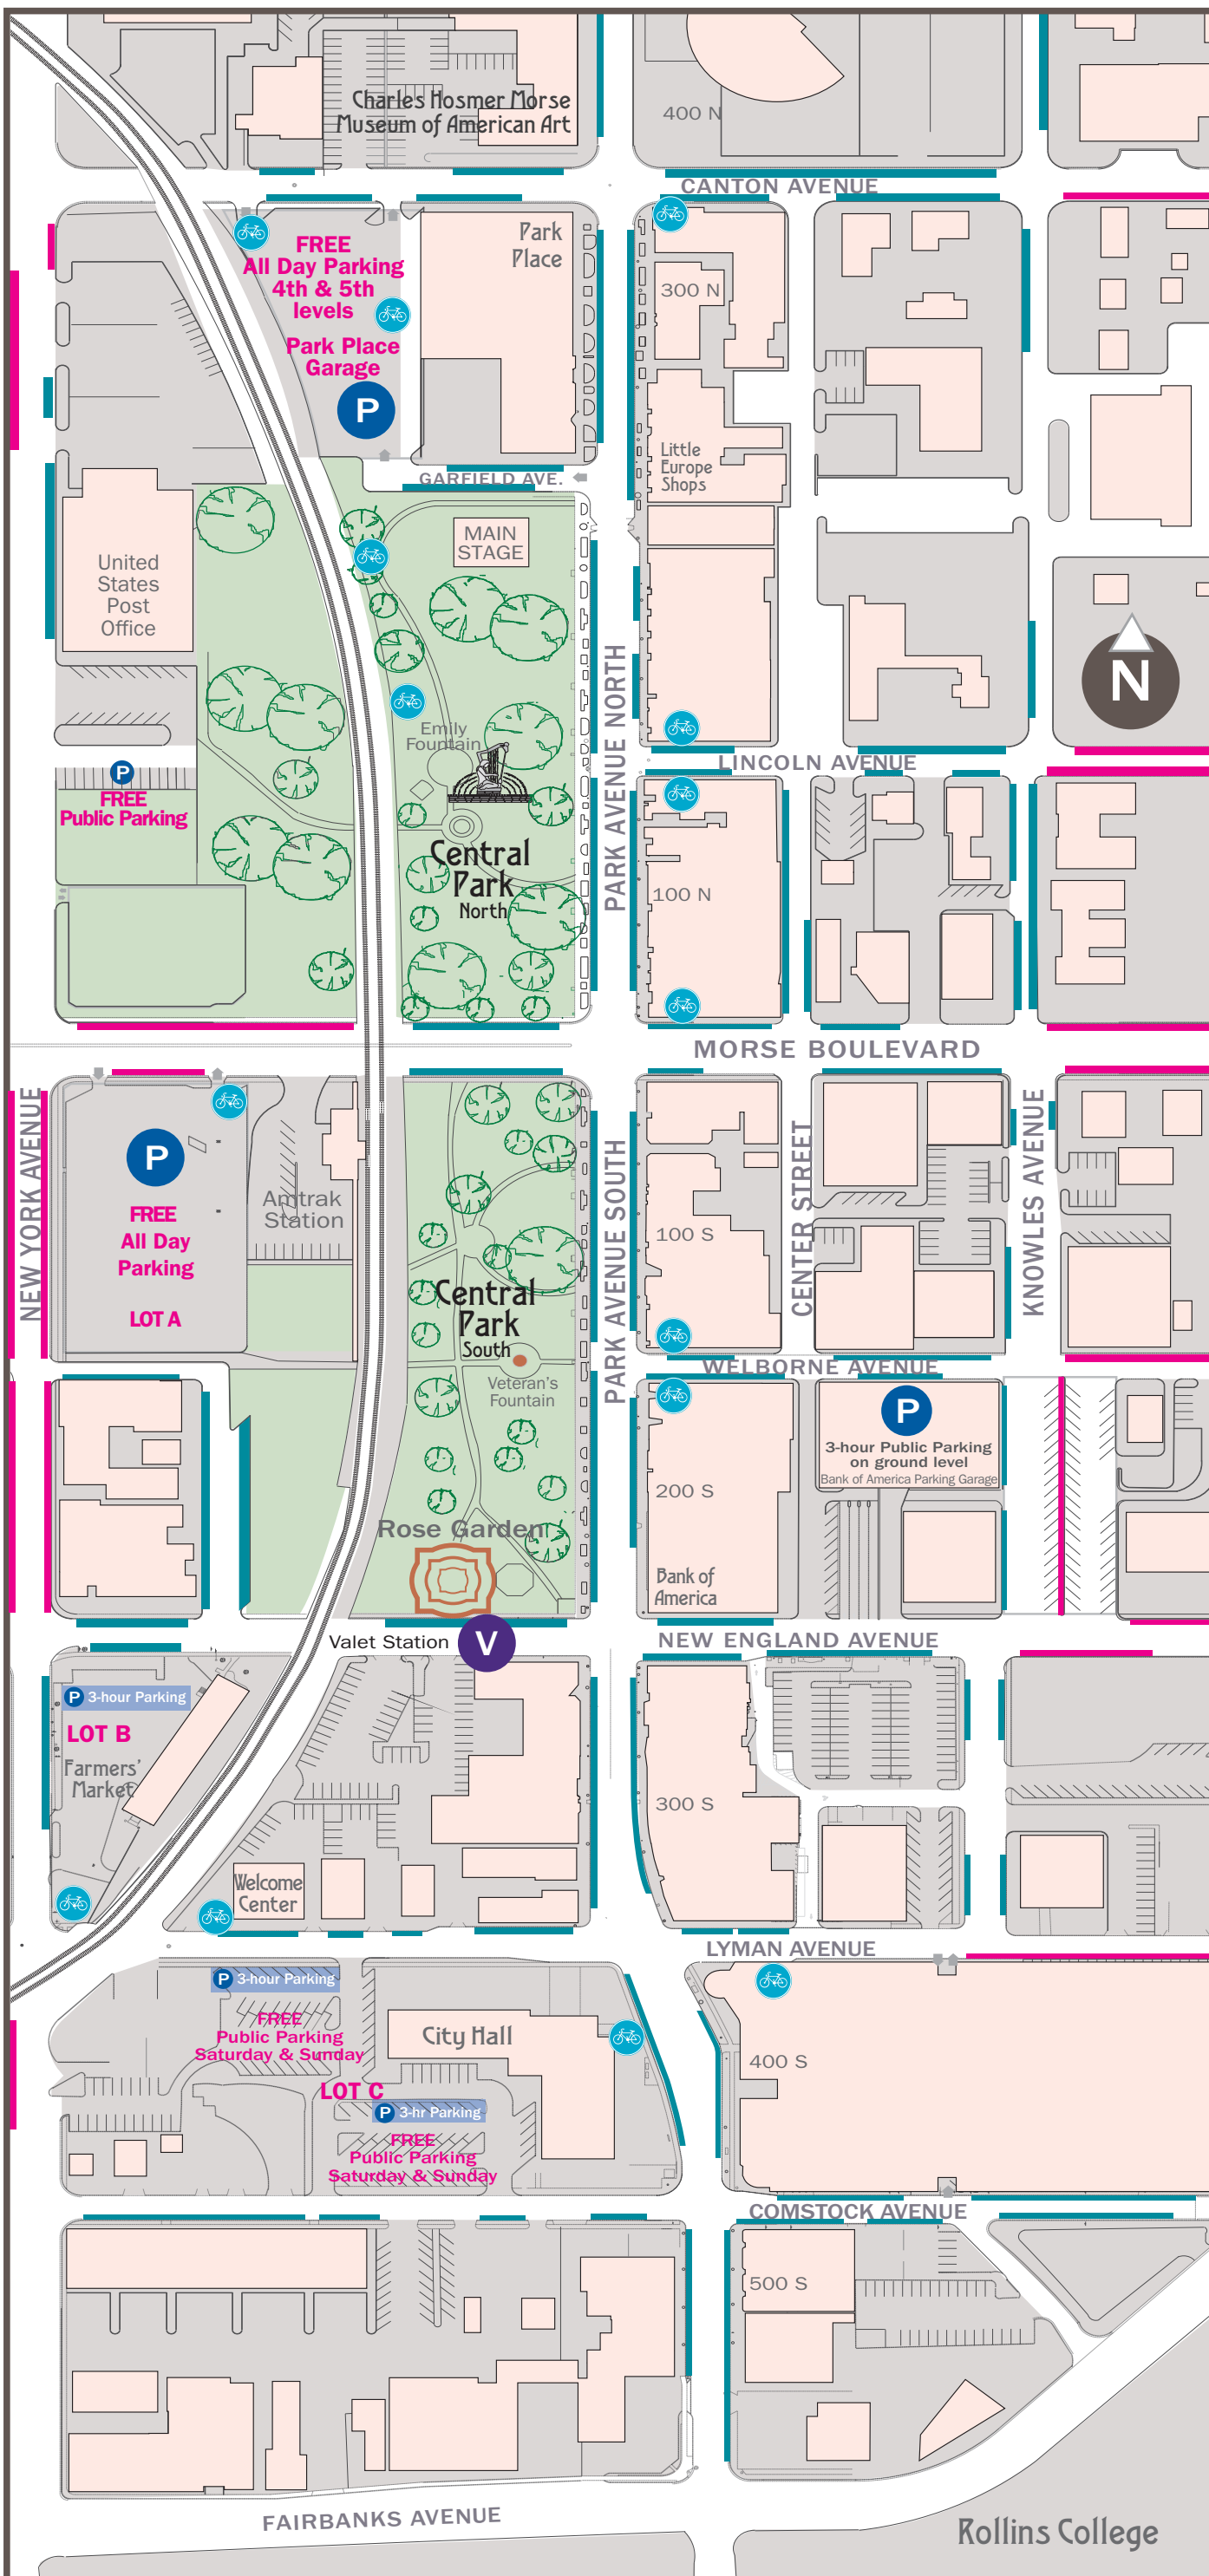 Charles Hosmer Morse
Museum of American Art
400 N
CANTON AVENUE
FREE
All Day Parking
4th & 5th
levels
Park Place
Garage
P
Park
Place
300 N
Little
Europe
Shops
GARFIELD AVE.
MAIN
STAGE
United
States
Post
Office
N
PARK AVENUE NORTH
Emily
Fountain
LINCOLN AVENUE
P
FREE
Public Parking
Central
Park
North
100 N
MORSE BOULEVARD
NEW YORK AVENUE
P
FREE
All Day
Parking
LOT A
Amtrak
Station
PARK AVENUE SOUTH
100 S
CENTER STREET
KNOWLES AVENUE
Central
Park
South
Veteran's
Fountain
WELBORNE AVENUE
P
3-hour Public Parking
on ground level
Bank of America Parking Garage
200 S
Rose Garden
Bank of
America
Valet Station
V
NEW ENGLAND AVENUE
P 3-hour Parking
LOT B
Farmers'
Market
300 S
Welcome
Center
LYMAN AVENUE
P 3-hour Parking
FREE
Public Parking
Saturday & Sunday
City Hall
400 S
LOT C
P 3-hr Parking
FREE
Public Parking
Saturday & Sunday
COMSTOCK AVENUE
500 S
FAIRBANKS AVENUE
Rollins College